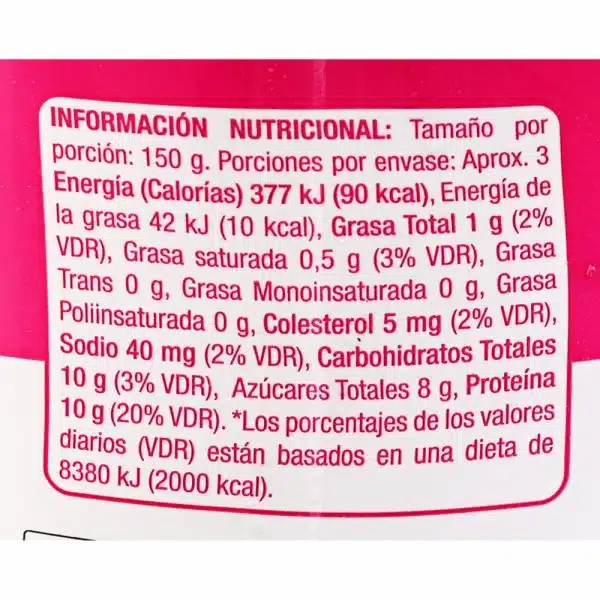 INFORMACIÓN NUTRICIONAL: Tamaño por
porción: 150 g. Porciones por envase: Aprox. 3
Energía (Calorías) 377 kJ (90 kcal), Energía de
la grasa 42 kJ (10 kcal), Grasa Total 1 g (2%
VDR), Grasa saturada 0,5 g (3% VDR), Grasa
Trans 0 g, Grasa Monoinsaturada 0 g, Grasa
Poliinsaturada 0 g, Colesterol 5 mg (2% VDR),
Sodio 40 mg (2% VDR), Carbohidratos Totales
10 g (3% VDR), Azúcares Totales 8 g, Proteína
10 g (20% VDR). *Los porcentajes de los valores
diarios (VDR) están basados en una dieta de
8380 kJ (2000 kcal).